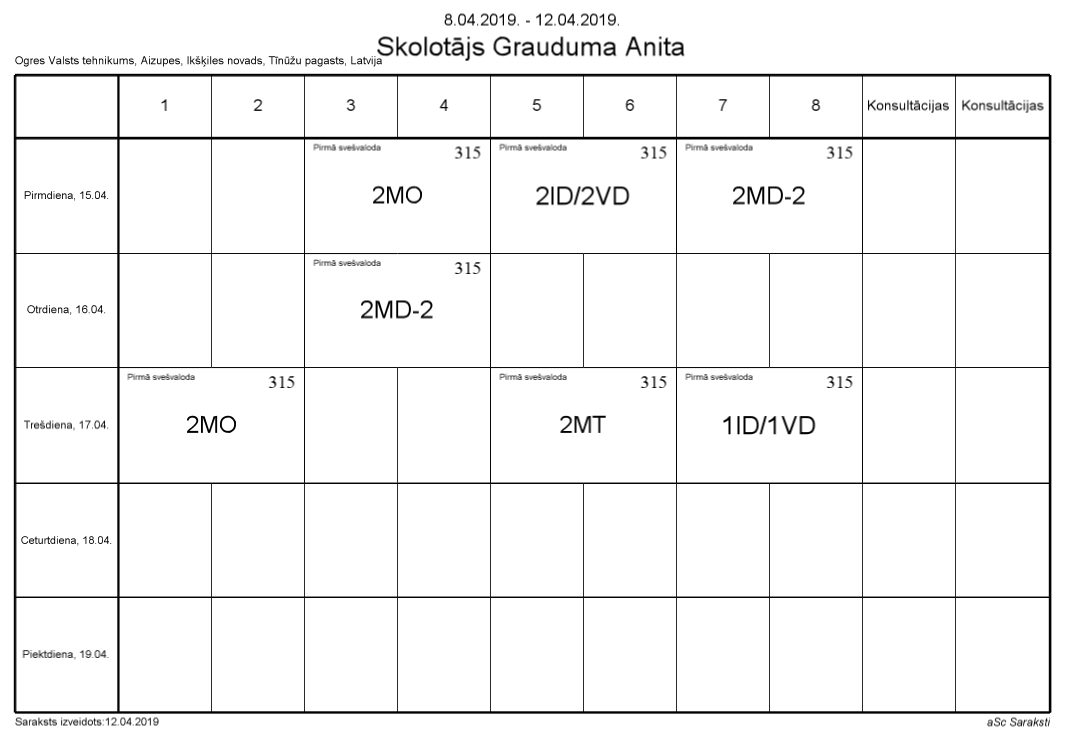 8.04.2019. - 12.04.2019.
Skolotājs Grauduma Anita
Ogres Valsts tehnikums, Aizupes, Ikšķiles novads, Tīnūžu pagasts, Latvija
1 2 3 4 5 6 7 8 Konsultācijas Konsultācijas
Pirmā svešvaloda 315 Pirmā svešvaloda 315 Pirmā svešvaloda 315
Pirmdiena, 15.04. 2MO 2ID/2VD 2MD-2
Pirmā svešvaloda 315
Otrdiena, 16.04. 2MD-2
Pirmā svešvaloda 315 Pirmā svešvaloda 315 Pirmā svešvaloda 315
Trešdiena, 17.04. 2MO 2MT 1ID/1VD
Ceturtdiena, 18.04.
Piektdiena, 19.04.
Saraksts izveidots:12.04.2019 aSc Saraksti